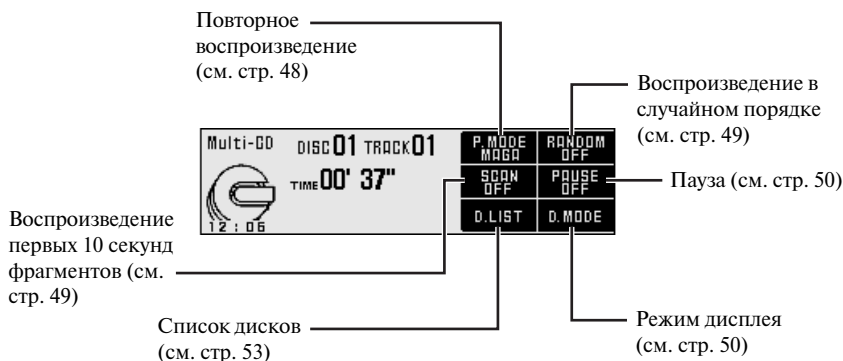 Повторное
воспроизведение
(см. стр. 48)
Воспроизведение в
случайном порядке
(см. стр. 49)
Multi-CD
DISC 01 TRACK 01
TIME 00' 37"
12:06
P.MODE
MAGA
RANDOM
OFF
SCAN
OFF
PAUSE
OFF
D.LIST
D.MODE
Пауза (см. стр. 50)
Воспроизведение
первых 10 секунд
фрагментов (см.
стр. 49)
Список дисков
(см. стр. 53)
Режим дисплея
(см. стр. 50)